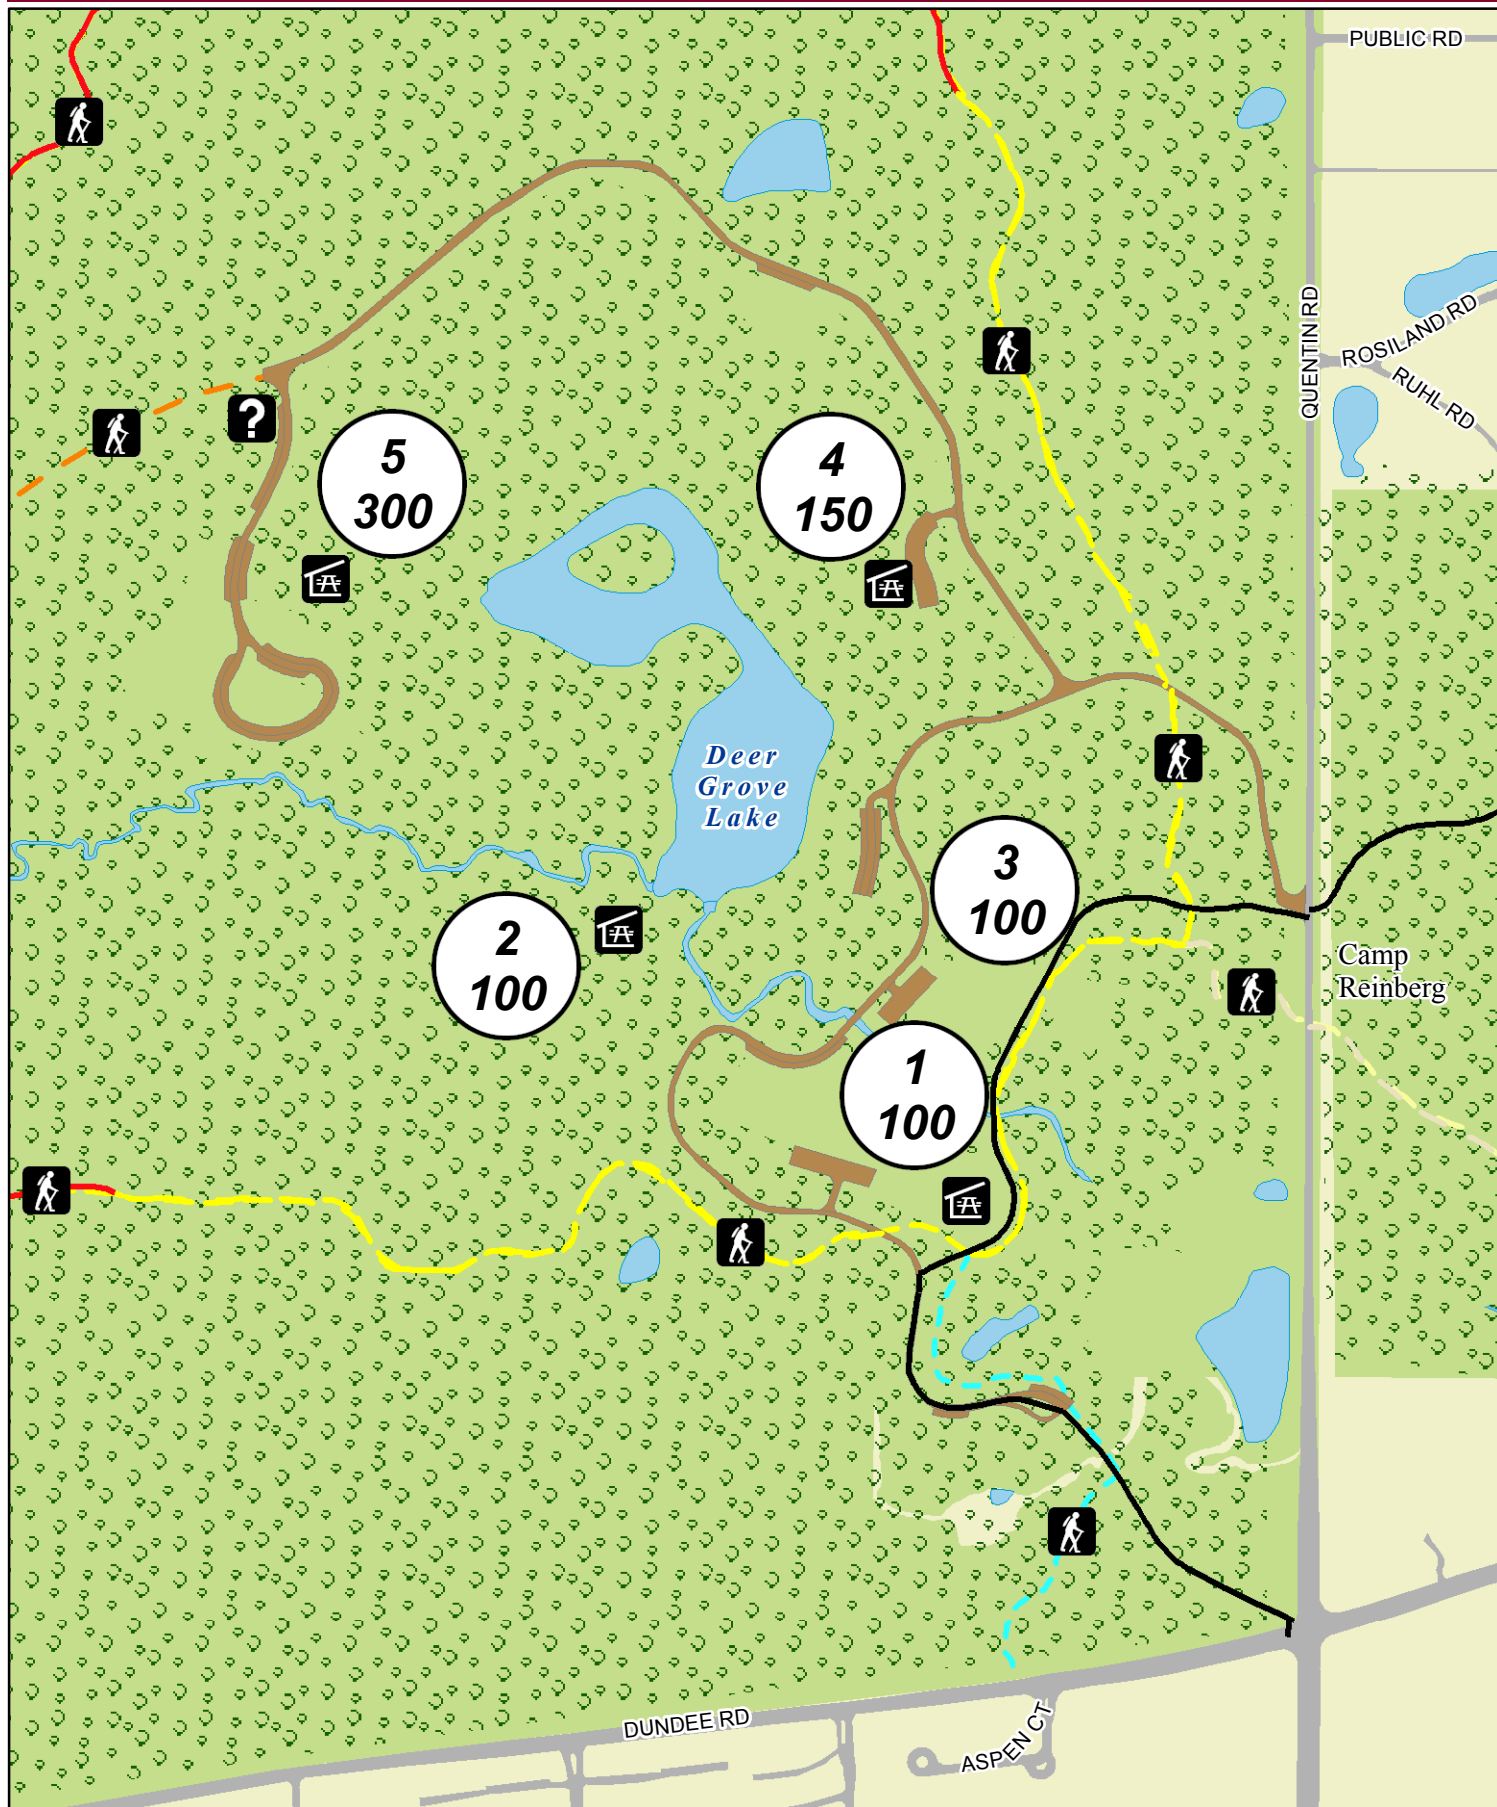 PUBLIC RD
QUENTIN RD
ROSILAND RD
RUHL RD
?
5
300
4
150
Deer
Grove
Lake
3
100
2
100
Camp
Reinberg
1
100
DUNDEE RD
ASPEN CT